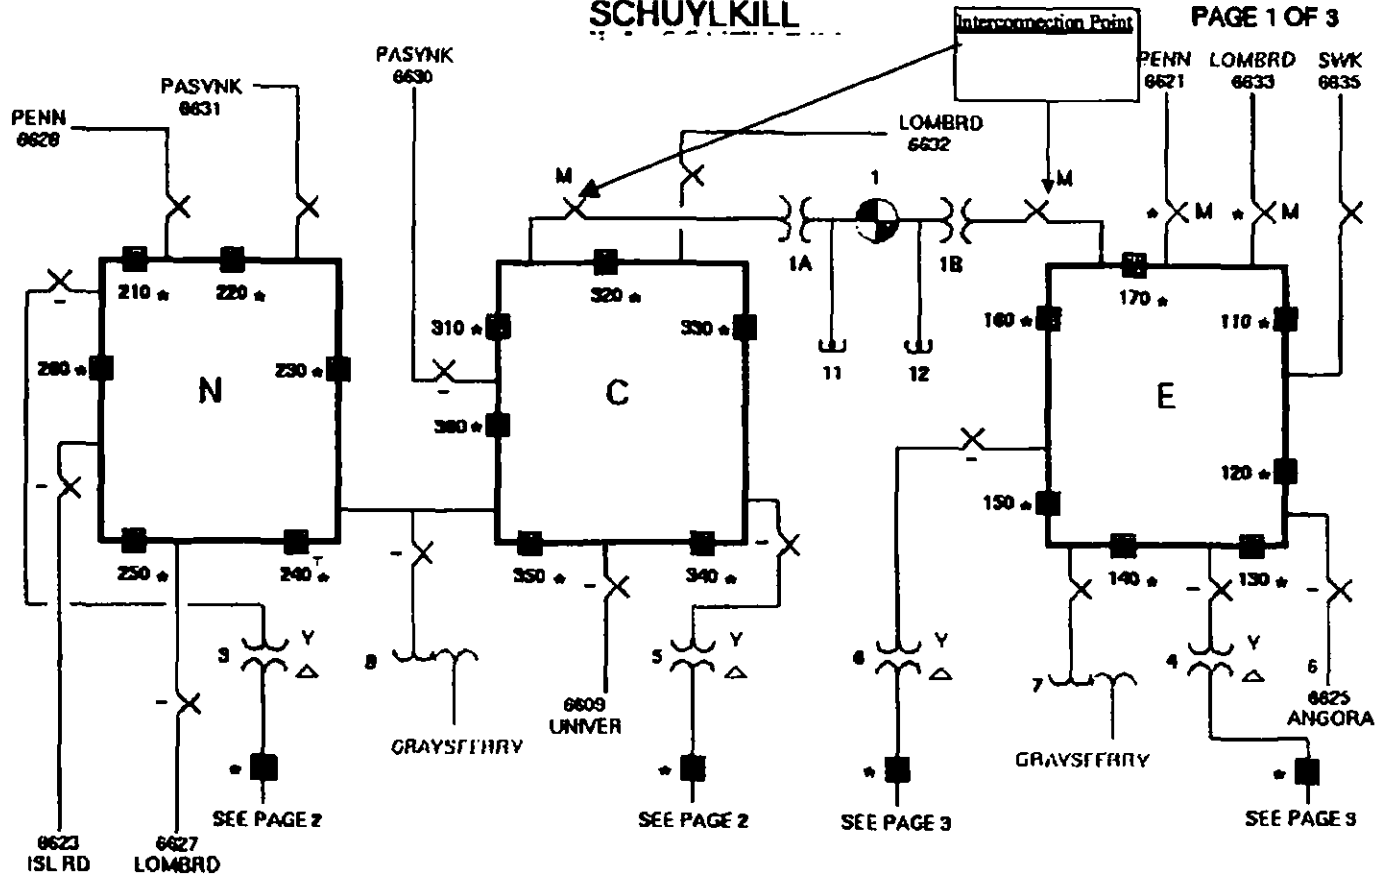 SCHUYLKILL
PAGE 1 OF 3
Interconnection Point
PASYNK
6630
PENN
6621
LOMBRD
6633
SWK
6635
PASYNK
6631
PENN
6628
LOMBRD
6632
M
1
M
* M
* M
1A
1B
210 *
220 *
320 *
170 *
310 *
330 *
160 *
110 *
260 *
230 *
11
12
N
C
E
360 *
120 *
150 *
250 *
240 *
350 *
340 *
140 *
130 *
3
Y
8
5
Y
6
Y
7
4
Y
6
6609
UNIVER
6625
ANGORA
GRAYSFERRY
GRAYSFERRY
*
*
*
*
SEE PAGE 2
SEE PAGE 2
SEE PAGE 3
SEE PAGE 3
6623
ISL RD
6627
LOMBRD